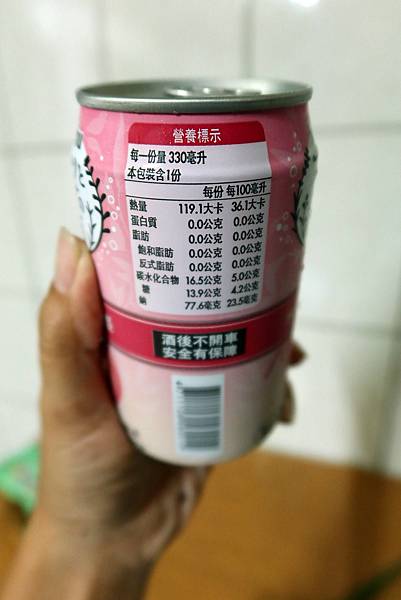 營養標示
每一份量 330毫升
本包裝含1份
每份 每100毫升
熱量 119.1大卡 36.1大卡
蛋白質 0.0公克 0.0公克
脂肪 0.0公克 0.0公克
飽和脂肪 0.0公克 0.0公克
反式脂肪 0.0公克 0.0公克
碳水化合物 16.5公克 5.0公克
糖 13.9公克 4.2公克
鈉 77.6毫克 23.5毫克
酒後不開車
安全有保障